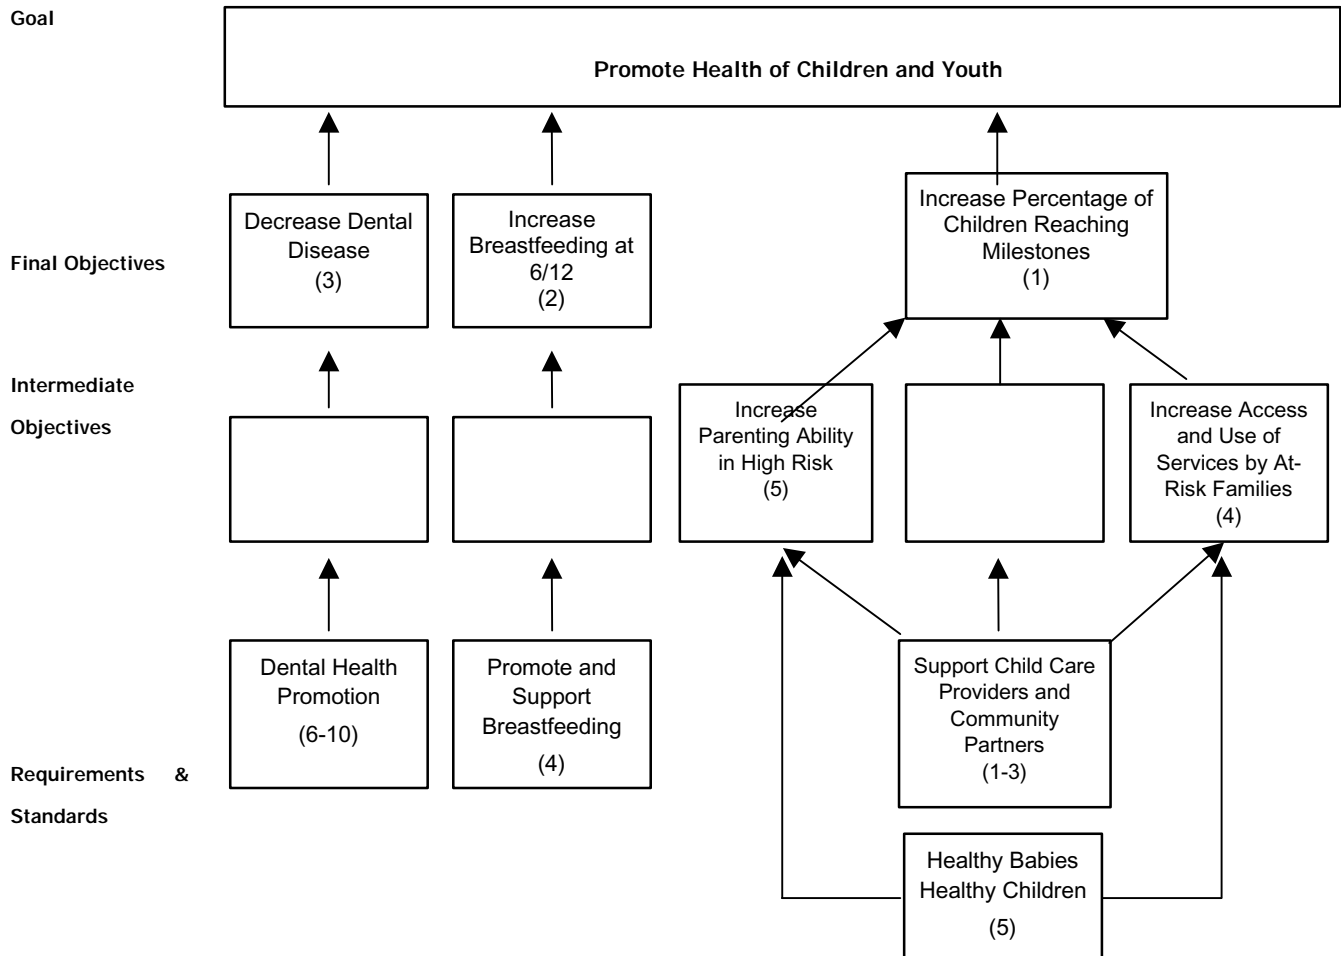 Goal
Promote Health of Children and Youth
Final Objectives
Decrease Dental
Disease
(3)
Increase
Breastfeeding at
6/12
(2)
Increase Percentage of
Children Reaching
Milestones
(1)
Intermediate
Objectives
Increase
Parenting Ability
in High Risk
(5)
Increase Access
and Use of
Services by At-
Risk Families
(4)
Requirements &
Standards
Dental Health
Promotion
(6-10)
Promote and
Support
Breastfeeding
(4)
Support Child Care
Providers and
Community
Partners
(1-3)
Healthy Babies
Healthy Children
(5)